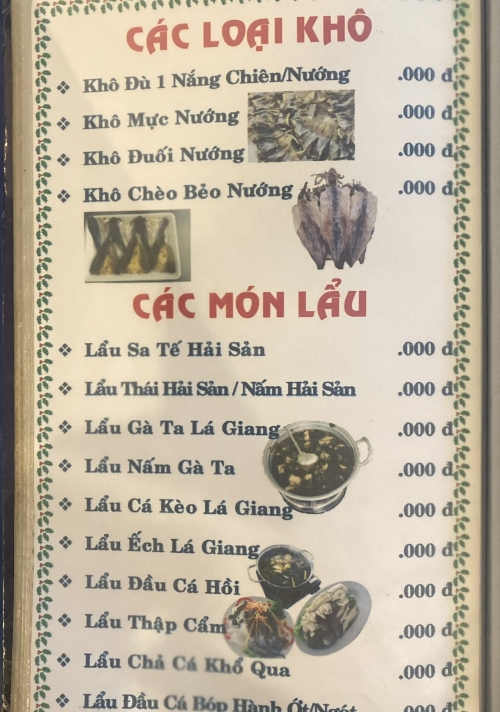 CÁC LOẠI KHÔ
Khô Đù 1 Nắng Chiên/Nướng .000 đ
Khô Mực Nướng .000 đ
Khô Đuối Nướng .000 đ
Khô Chèo Bẻo Nướng .000 đ
CÁC MÓN LẨU
Lẩu Sa Tế Hải Sản .000 đ
Lẩu Thái Hải Sản / Nấm Hải Sản .000 đ
Lẩu Gà Ta Lá Giang .000 đ
Lẩu Nấm Gà Ta .000 đ
Lẩu Cá Kèo Lá Giang .000 đ
Lẩu Ếch Lá Giang .000 đ
Lẩu Đầu Cá Hồi .000 đ
Lẩu Thập Cẩm .000 đ
Lẩu Chả Cá Khổ Qua .000 đ
Lẩu Đầu Cá Bóp Hành Ớt/Ngót .000 đ